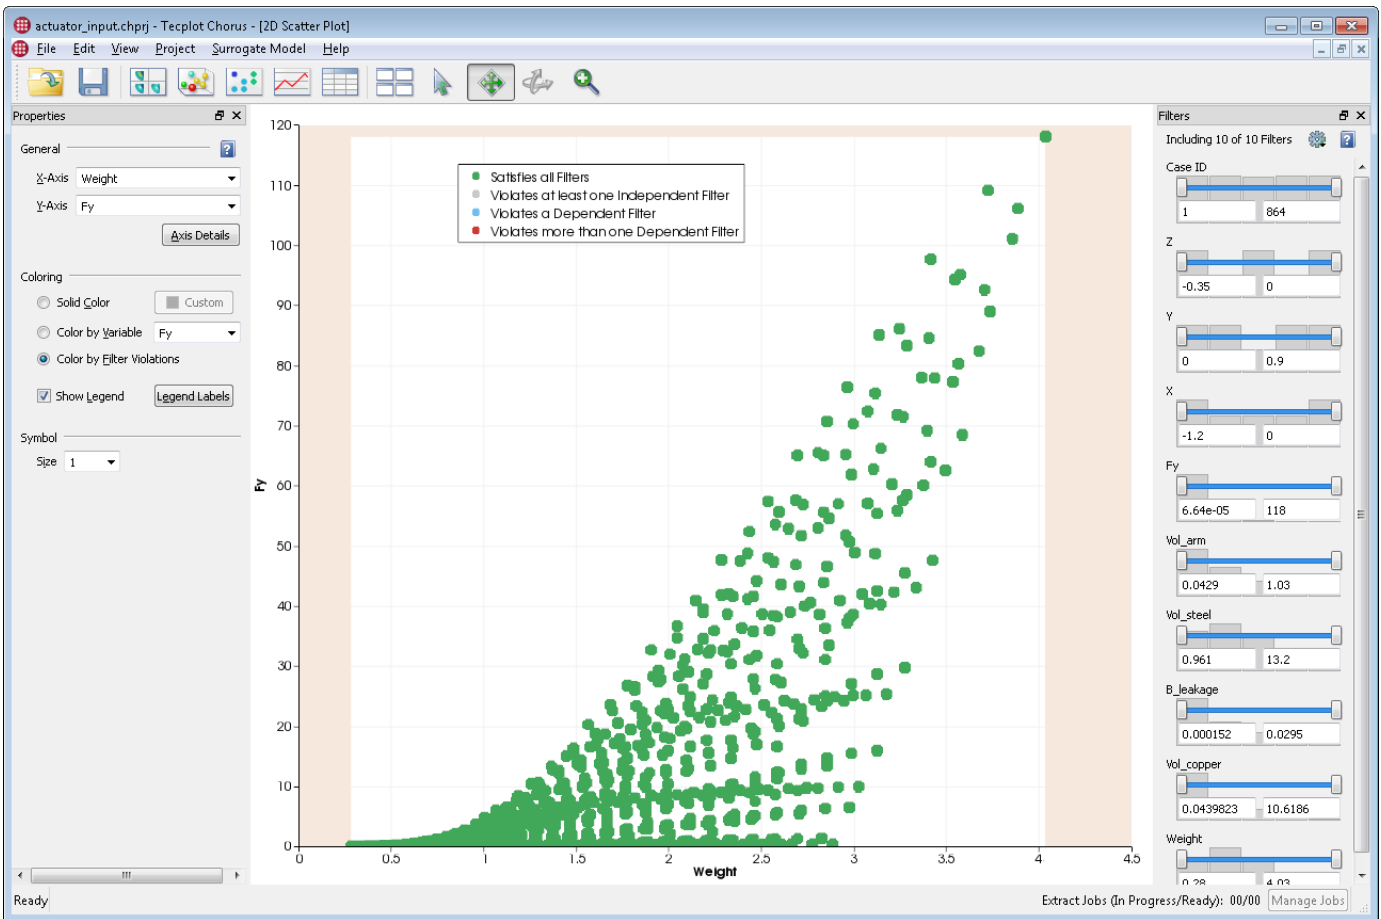 actuator_input.chprj - Tecplot Chorus - [2D Scatter Plot]
File Edit View Project Surrogate Model Help
Properties
General
X-Axis Weight
Y-Axis Fy
Axis Details
Coloring
Solid Color Custom
Color by Variable Fy
Color by Filter Violations
Show Legend Legend Labels
Symbol
Size 1
120
110
100
90
80
70
60
50
40
30
20
10
0
Fy
Satisfies all Filters
Violates at least one Independent Filter
Violates a Dependent Filter
Violates more than one Dependent Filter
0 0.5 1 1.5 2 2.5 3 3.5 4 4.5
Weight
Filters
Including 10 of 10 Filters
Case ID
1 864
Z
-0.35 0
Y
0 0.9
X
-1.2 0
Fy
6.64e-05 118
Vol_arm
0.0429 1.03
Vol_steel
0.961 13.2
B_leakage
0.000152 0.0295
Vol_copper
0.0439823 10.6186
Weight
0.28 4.03
Ready
Extract Jobs (In Progress/Ready): 00/00 Manage Jobs